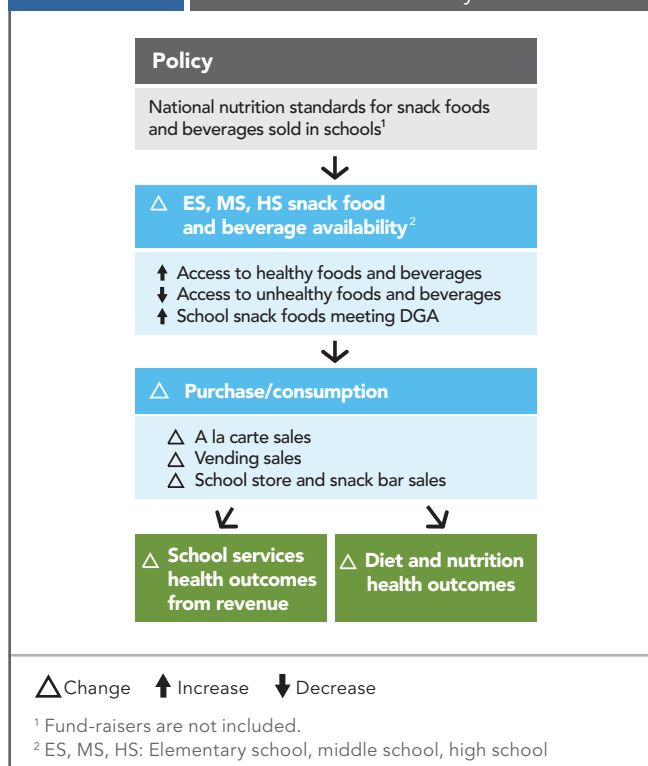 Policy
National nutrition standards for snack foods
and beverages sold in schools¹
△ ES, MS, HS snack food
and beverage availability²
Access to healthy foods and beverages
Access to unhealthy foods and beverages
School snack foods meeting DGA
△ Purchase/consumption
△ A la carte sales
△ Vending sales
△ School store and snack bar sales
△ School services
health outcomes
from revenue
△ Diet and nutrition
health outcomes
△ Change Increase Decrease
¹ Fund-raisers are not included.
² ES, MS, HS: Elementary school, middle school, high school